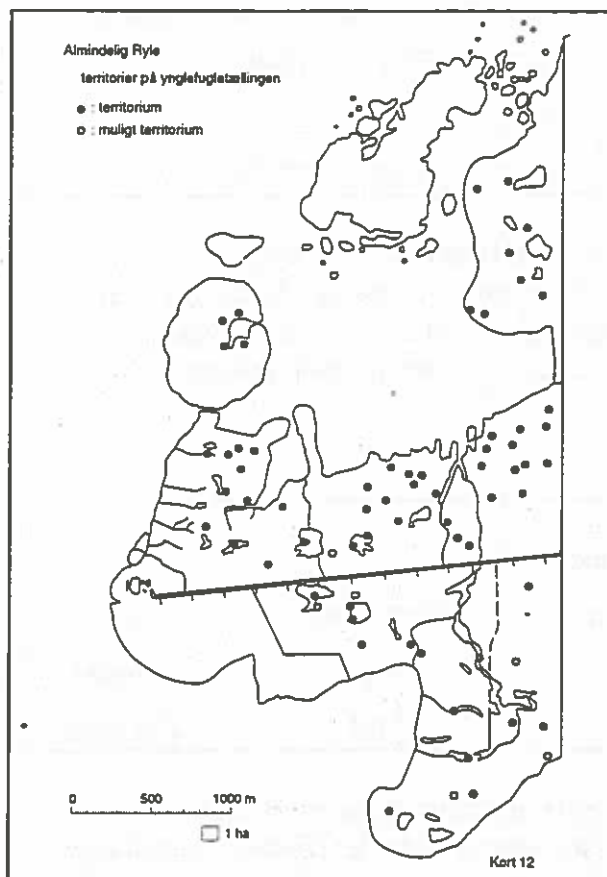 Almindelig Ryle
territorier på ynglefugletællingen
● : territorium
o : muligt territorium
0 500 1000 m
1 ha
Kort 12